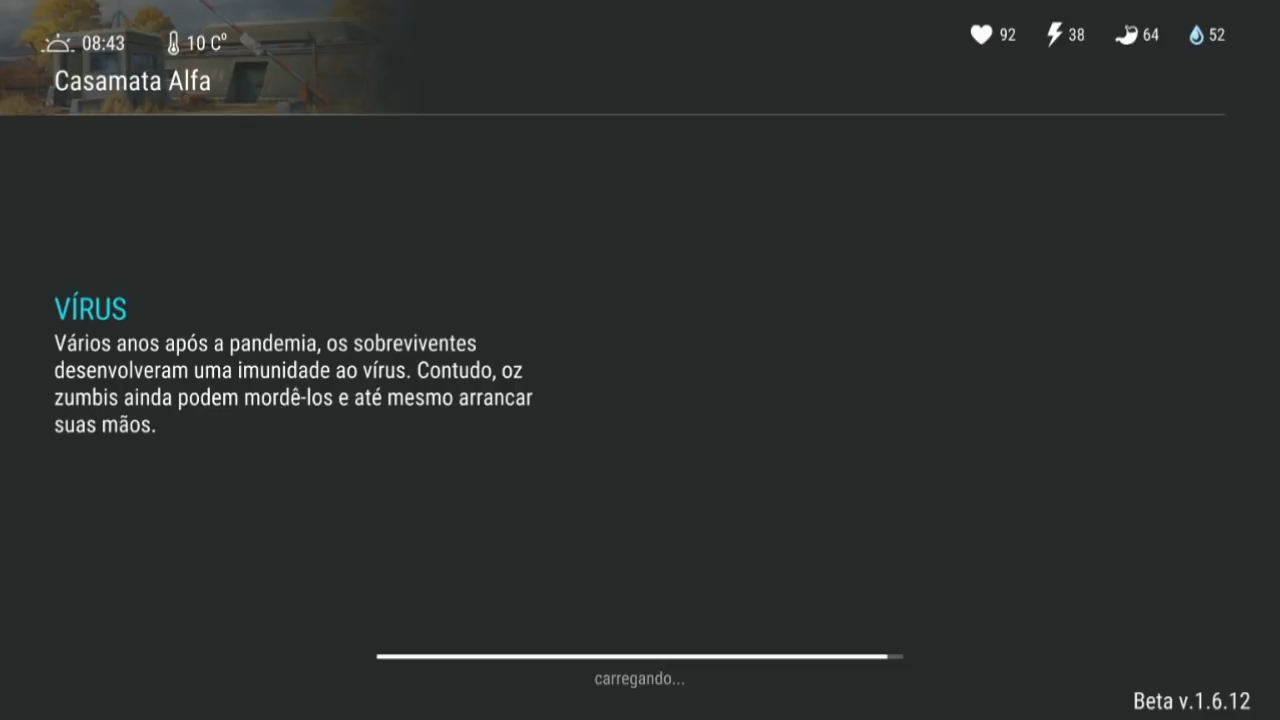 08:43 10 Cº
92 38 64 52
Casamata Alfa
VÍRUS
Vários anos após a pandemia, os sobreviventes
desenvolveram uma imunidade ao vírus. Contudo, oz
zumbis ainda podem mordê-los e até mesmo arrancar
suas mãos.
carregando...
Beta v.1.6.12